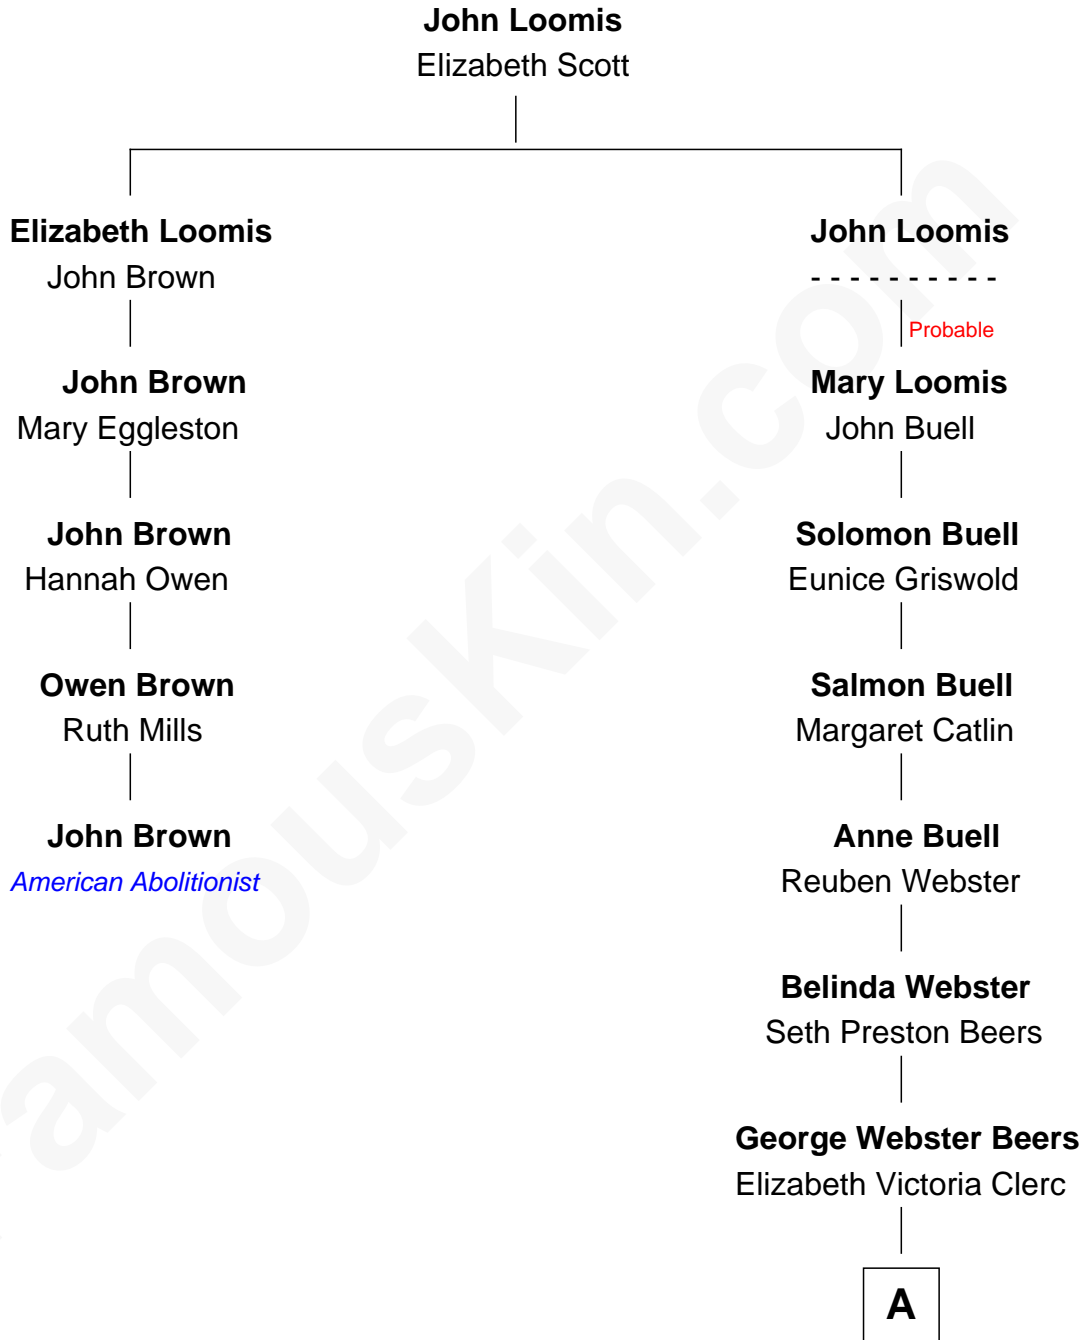 John Loomis
Elizabeth Scott
Elizabeth Loomis
John Brown
John Brown
Mary Eggleston
John Brown
Hannah Owen
Owen Brown
Ruth Mills
John Brown
American Abolitionist
John Loomis
- - - - - - - - - -
Probable
Mary Loomis
John Buell
Solomon Buell
Eunice Griswold
Salmon Buell
Margaret Catlin
Anne Buell
Reuben Webster
Belinda Webster
Seth Preston Beers
George Webster Beers
Elizabeth Victoria Clerc
A
amouskin.com